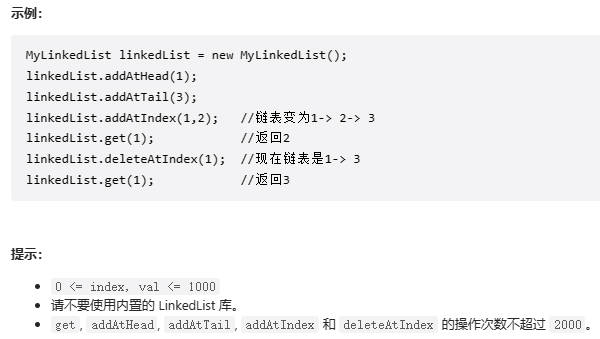 示例：
MyLinkedList linkedList = new MyLinkedList();
linkedList.addAtHead(1);
linkedList.addAtTail(3);
linkedList.addAtIndex(1,2);   //链表变为1-> 2-> 3
linkedList.get(1);            //返回2
linkedList.deleteAtIndex(1);  //现在链表是1-> 3
linkedList.get(1);            //返回3
提示：
• 0 <= index, val <= 1000
• 请不要使用内置的 LinkedList 库。
• get, addAtHead, addAtTail, addAtIndex 和 deleteAtIndex 的操作次数不超过 2000。